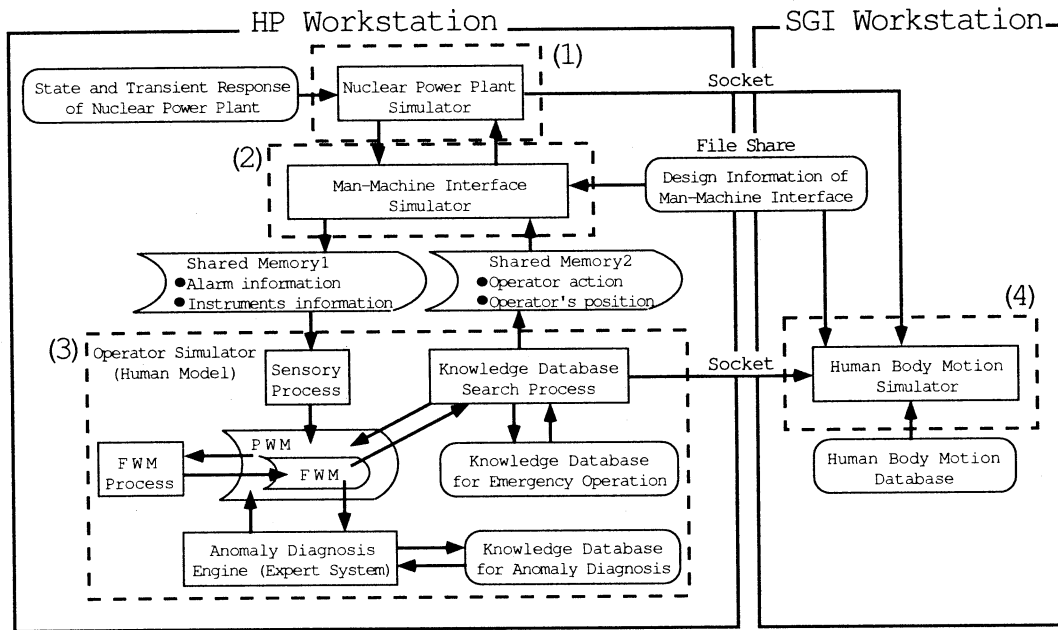 HP Workstation
SGI Workstation
(1)
State and Transient Response
of Nuclear Power Plant
Nuclear Power Plant
Simulator
Socket
(2)
File Share
Man-Machine Interface
Simulator
Design Information of
Man-Machine Interface
Shared Memory1
●Alarm information
●Instruments information
Shared Memory2
●Operator action
●Operator's position
(3)
Operator Simulator
(Human Model)
Sensory
Process
Knowledge Database
Search Process
Socket
(4)
Human Body Motion
Simulator
PWM
FWM
FWM
Process
Knowledge Database
for Emergency Operation
Human Body Motion
Database
Anomaly Diagnosis
Engine (Expert System)
Knowledge Database
for Anomaly Diagnosis